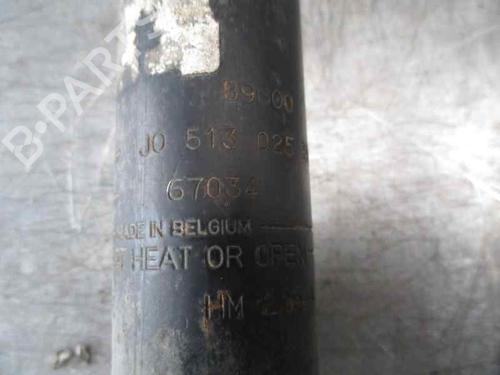 B-PARTS
J0 513 025
67034
MADE IN BELGIUM
HEAT OR OPEN
HM